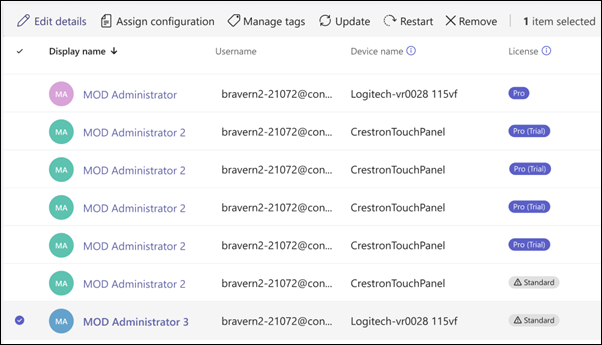 Edit details Assign configuration Manage tags Update Restart Remove 1 item selected
Display name ↓ Username Device name License
MA MOD Administrator bravern2-21072@con... Logitech-vr0028 115vf Pro
MA MOD Administrator 2 bravern2-21072@con... CrestronTouchPanel Pro (Trial)
MA MOD Administrator 2 bravern2-21072@con... CrestronTouchPanel Pro (Trial)
MA MOD Administrator 2 bravern2-21072@con... CrestronTouchPanel Pro (Trial)
MA MOD Administrator 2 bravern2-21072@con... CrestronTouchPanel Pro (Trial)
MA MOD Administrator 2 bravern2-21072@con... CrestronTouchPanel Standard
MA MOD Administrator 3 bravern2-21072@con... Logitech-vr0028 115vf Standard